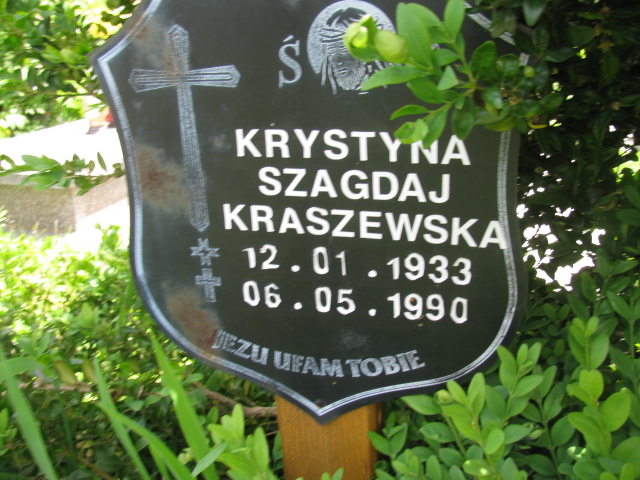 Ś
KRYSTYNA
SZAGDAJ
KRASZEWSKA
12.01.1933
06.05.1990
JEZU UFAM TOBIE